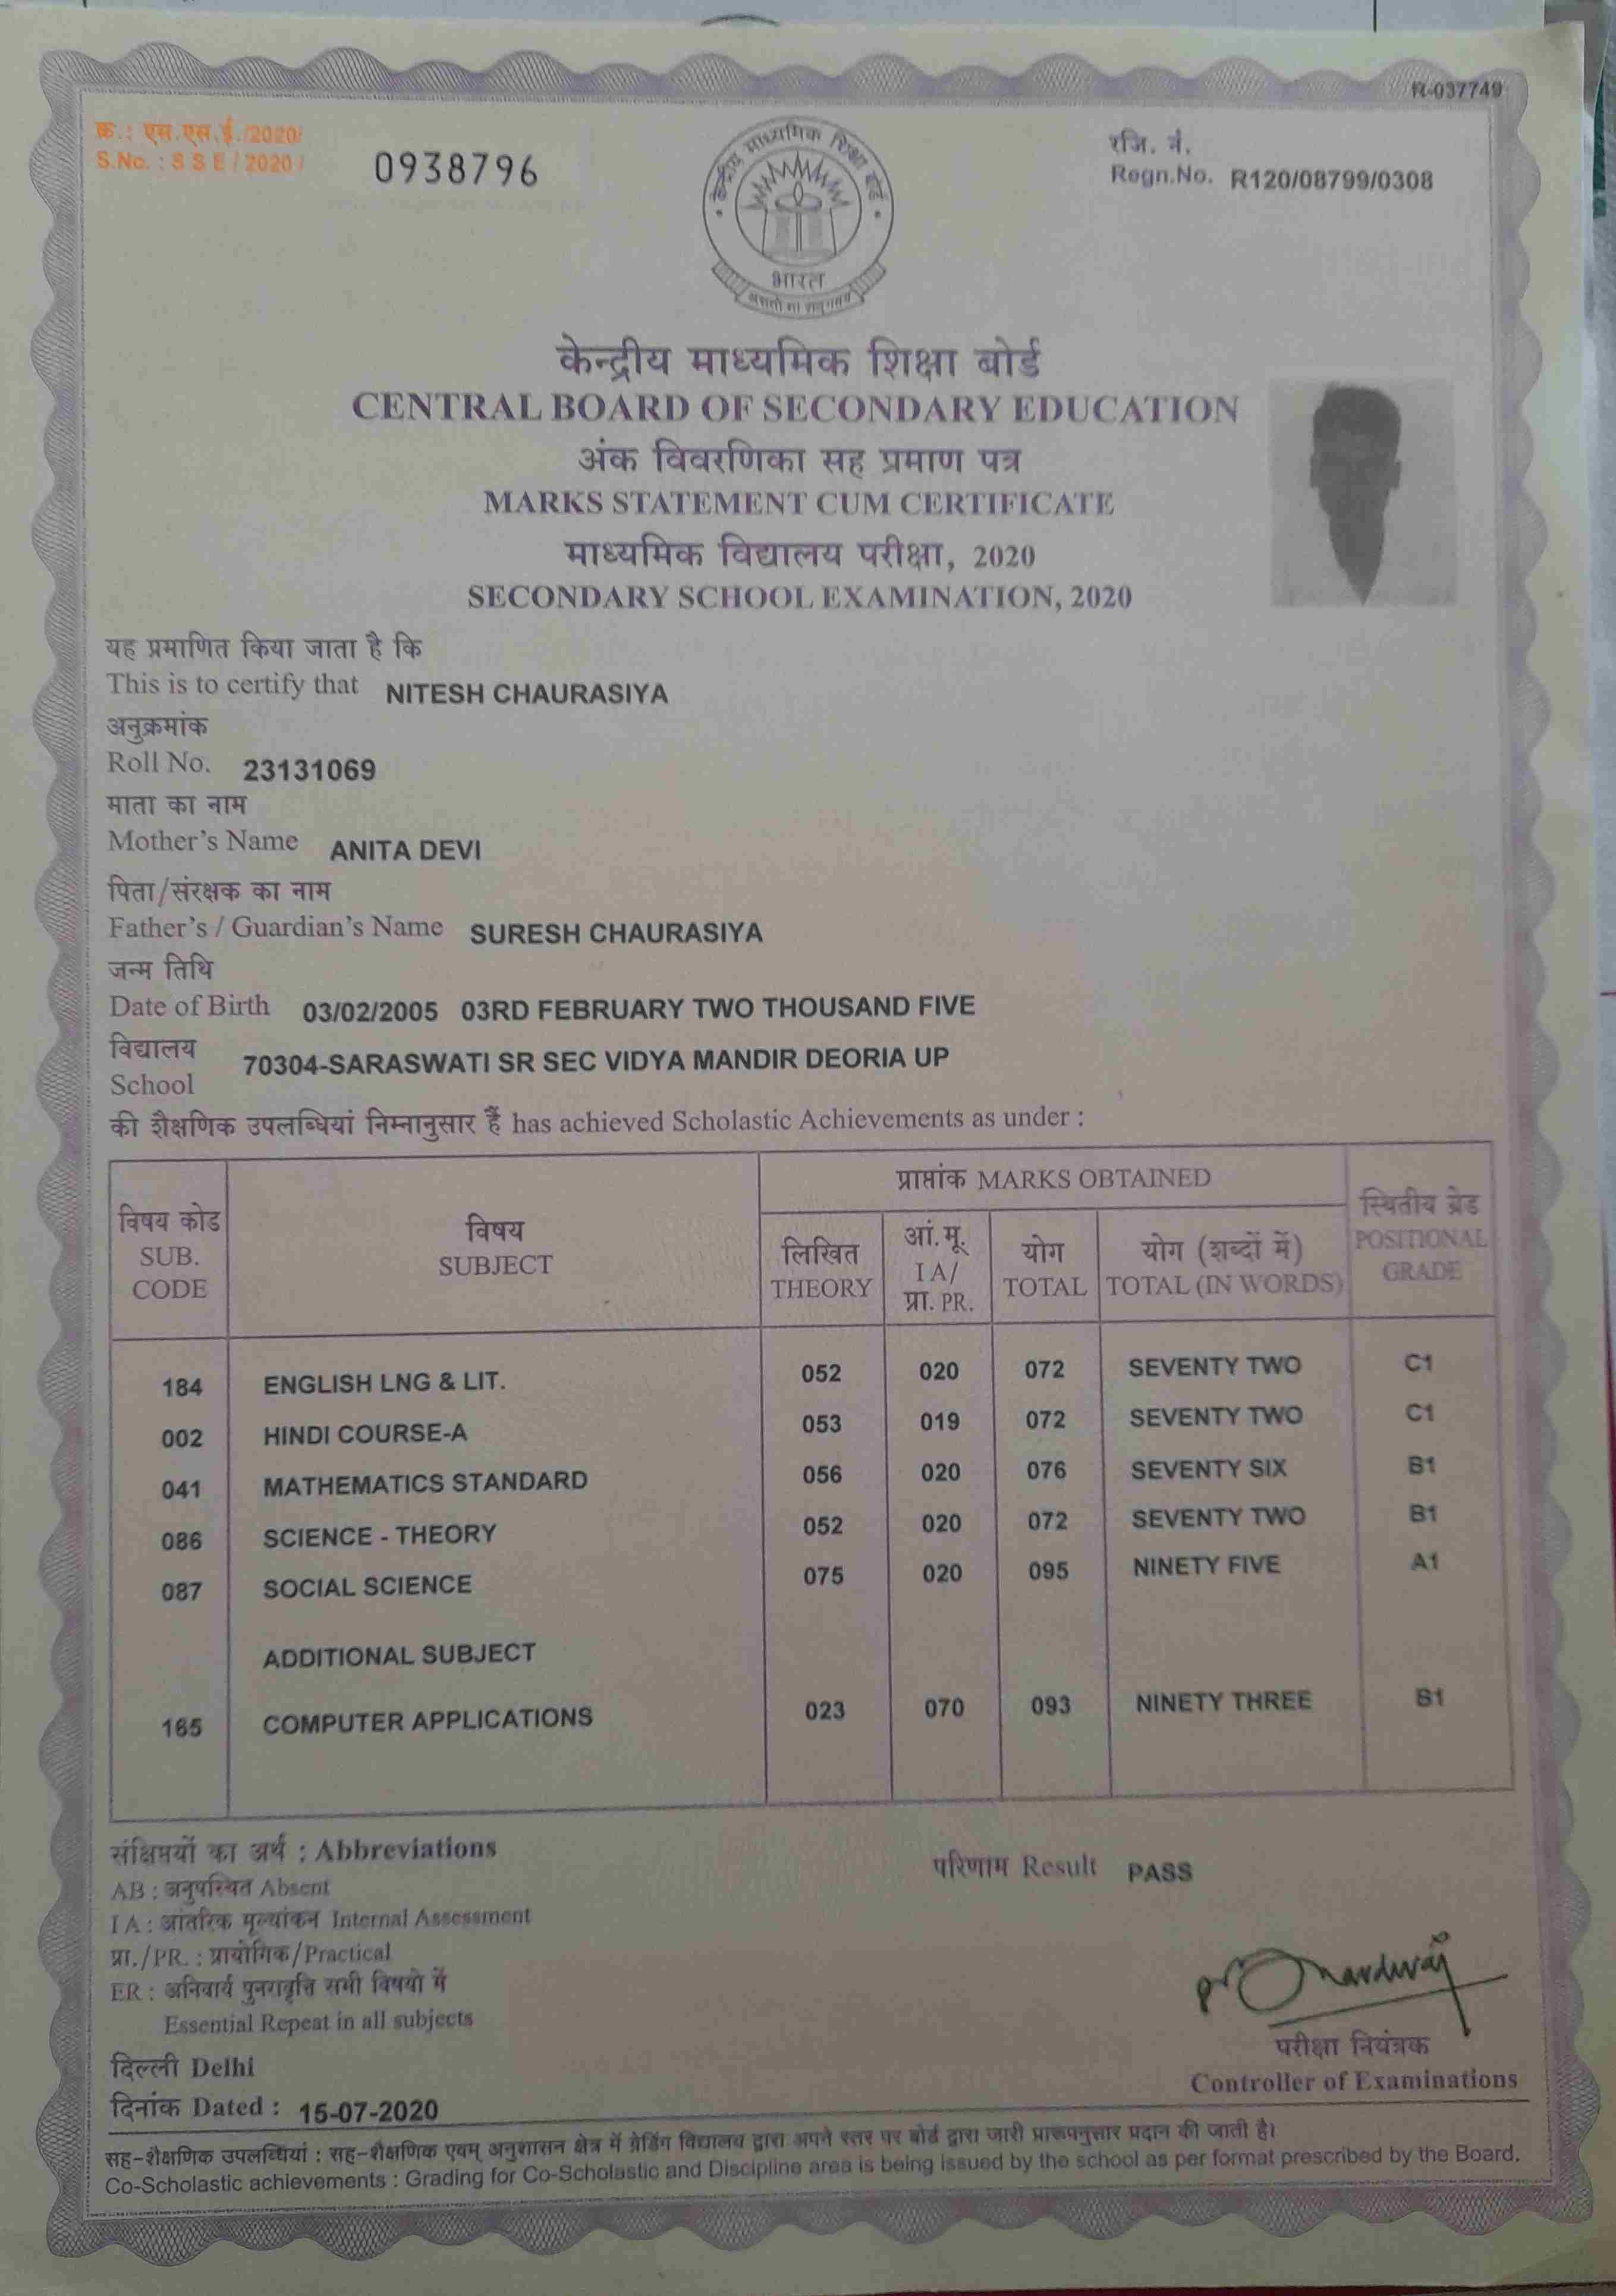 R-037749
क्र.: एस.एस.ई./2020/
S.No. : S S E / 2020 /
0938796
रजि. नं.
Regn.No. R120/08799/0308
केन्द्रीय माध्यमिक शिक्षा बोर्ड
भारत
असतो मा सद्गमय
केन्द्रीय माध्यमिक शिक्षा बोर्ड
CENTRAL BOARD OF SECONDARY EDUCATION
अंक विवरणिका सह प्रमाण पत्र
MARKS STATEMENT CUM CERTIFICATE
माध्यमिक विद्यालय परीक्षा, 2020
SECONDARY SCHOOL EXAMINATION, 2020
यह प्रमाणित किया जाता है कि
This is to certify that NITESH CHAURASIYA
अनुक्रमांक
Roll No. 23131069
माता का नाम
Mother's Name ANITA DEVI
पिता/संरक्षक का नाम
Father's / Guardian's Name SURESH CHAURASIYA
जन्म तिथि
Date of Birth 03/02/2005 03RD FEBRUARY TWO THOUSAND FIVE
विद्यालय
School 70304-SARASWATI SR SEC VIDYA MANDIR DEORIA UP
की शैक्षणिक उपलब्धियां निम्नानुसार हैं has achieved Scholastic Achievements as under :
विषय कोड
SUB.
CODE
विषय
SUBJECT
प्राप्तांक MARKS OBTAINED
लिखित
THEORY
आं.मू.
I A/
प्रा. PR.
योग
TOTAL
योग (शब्दों में)
TOTAL (IN WORDS)
स्थितीय ग्रेड
POSITIONAL
GRADE
184 ENGLISH LNG & LIT. 052 020 072 SEVENTY TWO C1
002 HINDI COURSE-A 053 019 072 SEVENTY TWO C1
041 MATHEMATICS STANDARD 056 020 076 SEVENTY SIX B1
086 SCIENCE - THEORY 052 020 072 SEVENTY TWO B1
087 SOCIAL SCIENCE 075 020 095 NINETY FIVE A1
ADDITIONAL SUBJECT
165 COMPUTER APPLICATIONS 023 070 093 NINETY THREE B1
संक्षिप्तयों का अर्थ : Abbreviations
AB : अनुपस्थित Absent
I A : आंतरिक मूल्यांकन Internal Assessment
प्रा./PR. : प्रायोगिक/Practical
ER : अनिवार्य पुनरावृत्ति सभी विषयो में
Essential Repeat in all subjects
परिणाम Result PASS
दिल्ली Delhi
दिनांक Dated : 15-07-2020
परीक्षा नियंत्रक
Controller of Examinations
सह-शैक्षणिक उपलब्धियां : सह-शैक्षणिक एवम् अनुशासन क्षेत्र में ग्रेडिंग विद्यालय द्वारा अपने स्तर पर बोर्ड द्वारा जारी प्रारूपनुसार प्रदान की जाती है।
Co-Scholastic achievements : Grading for Co-Scholastic and Discipline area is being issued by the school as per format prescribed by the Board.